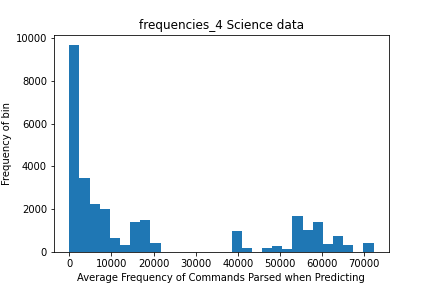 frequencies_4 Science data
Frequency of bin
10000
8000
6000
4000
2000
0
0 10000 20000 30000 40000 50000 60000 70000
Average Frequency of Commands Parsed when Predicting